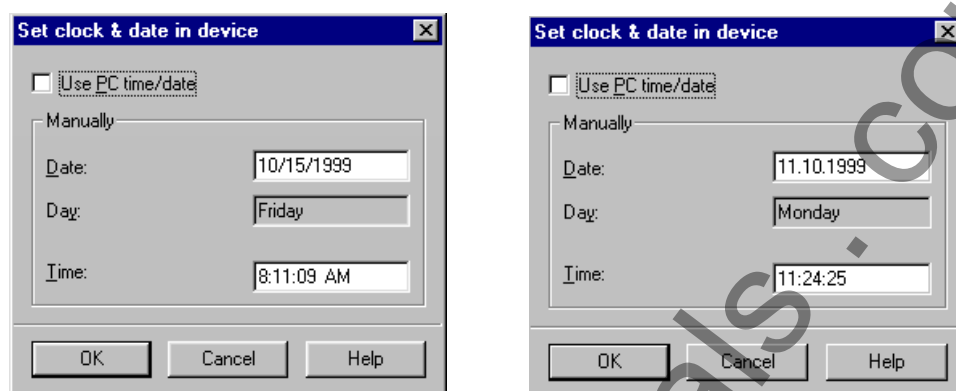 Set clock & date in device
Use PC time/date
Manually
Date: 10/15/1999
Day: Friday
Time: 8:11:09 AM
OK Cancel Help
Set clock & date in device
Use PC time/date
Manually
Date: 11.10.1999
Day: Monday
Time: 11:24:25
OK Cancel Help
als . co